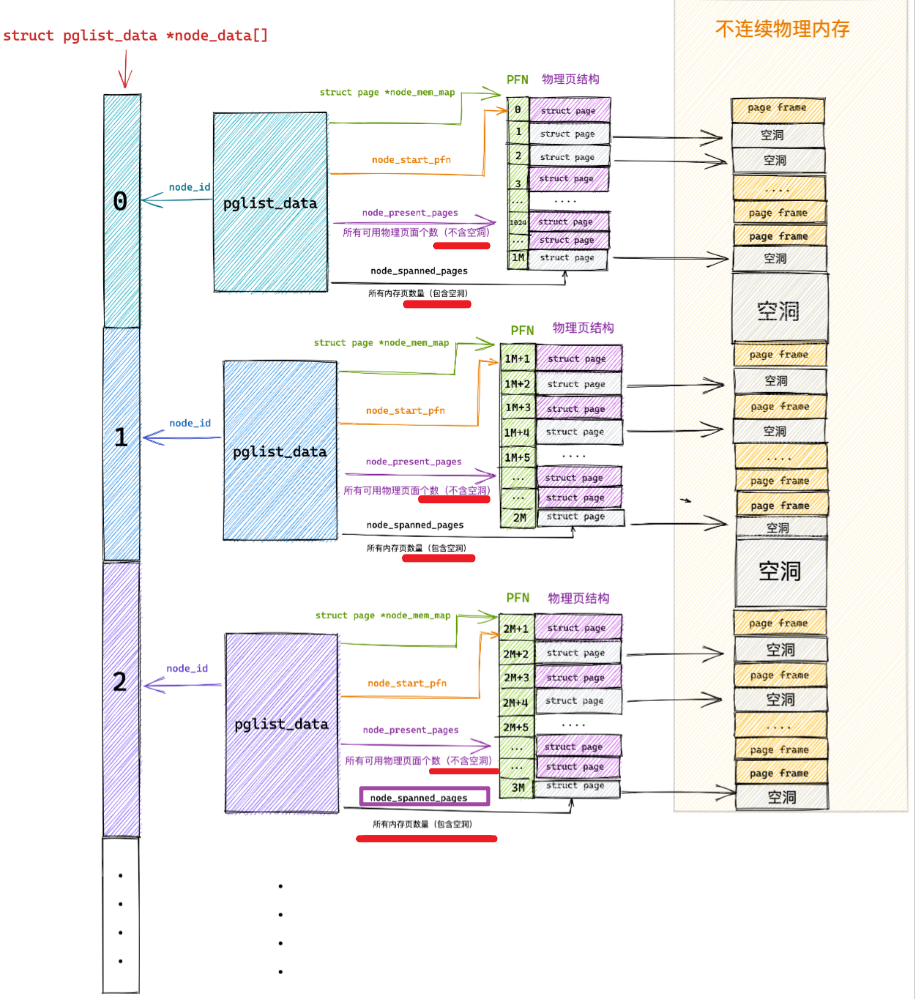 struct pglist_data *node_data[]
不连续物理内存
0
node_id
pglist_data
struct page *node_mem_map
node_start_pfn
node_present_pages
所有可用物理页面个数（不含空洞）
node_spanned_pages
所有内存页数量（包含空洞）
PFN 物理页结构
0 struct page
1 struct page
2 struct page
3 struct page
... ....
1024 struct page
... struct page
1M struct page
page frame
空洞
空洞
....
page frame
page frame
空洞
空洞
1
node_id
pglist_data
struct page *node_mem_map
node_start_pfn
node_present_pages
所有可用物理页面个数（不含空洞）
node_spanned_pages
所有内存页数量（包含空洞）
PFN 物理页结构
1M+1 struct page
1M+2 struct page
1M+3 struct page
1M+4 struct page
1M+5 ....
... struct page
... struct page
2M struct page
page frame
空洞
page frame
空洞
....
page frame
page frame
空洞
空洞
2
node_id
pglist_data
struct page *node_mem_map
node_start_pfn
node_present_pages
所有可用物理页面个数（不含空洞）
node_spanned_pages
所有内存页数量（包含空洞）
PFN 物理页结构
2M+1 struct page
2M+2 struct page
2M+3 struct page
2M+4 struct page
2M+5 ....
... struct page
... struct page
3M struct page
page frame
空洞
page frame
空洞
....
page frame
page frame
空洞